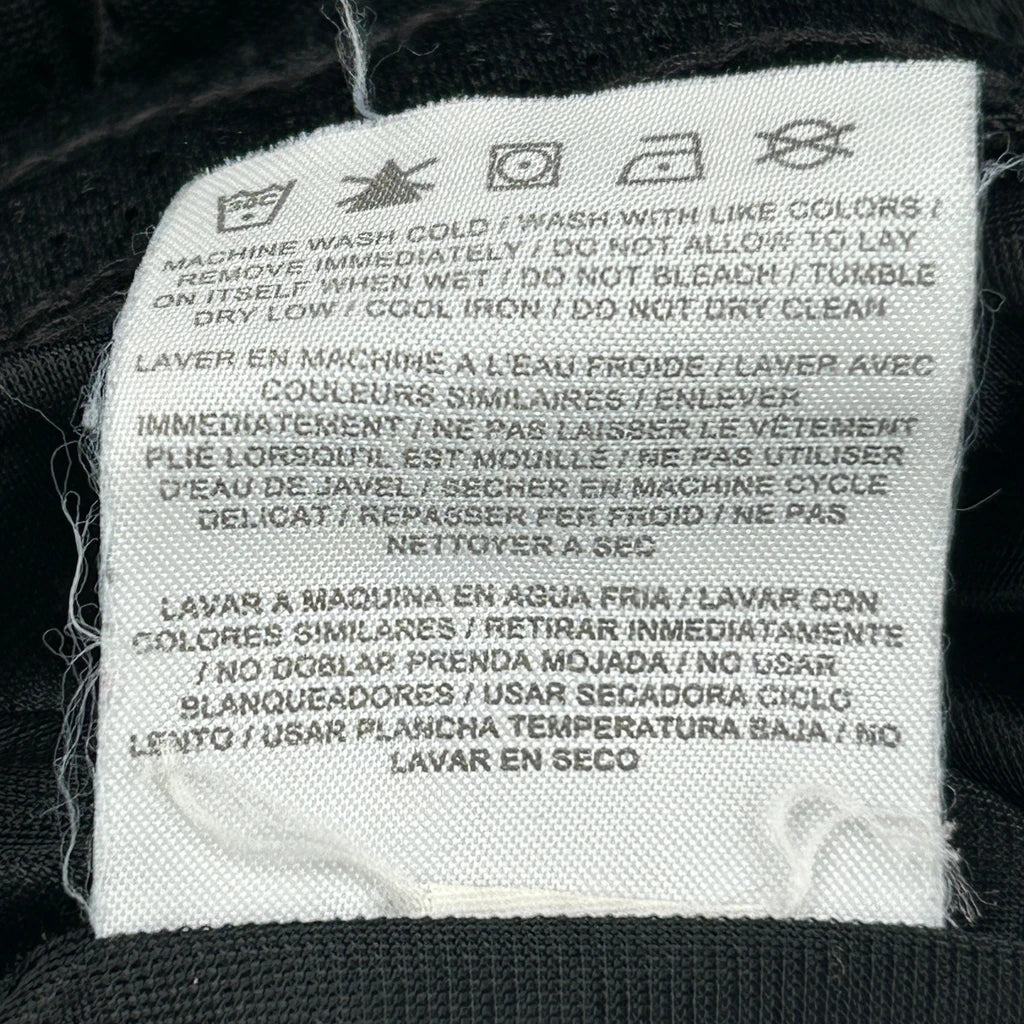 30C
MACHINE WASH COLD / WASH WITH LIKE COLORS /
REMOVE IMMEDIATELY / DO NOT ALLOW TO LAY
ON ITSELF WHEN WET / DO NOT BLEACH / TUMBLE
DRY LOW / COOL IRON / DO NOT DRY CLEAN
LAVER EN MACHINE A L'EAU FROIDE / LAVER AVEC
COULEURS SIMILAIRES / ENLEVER
IMMEDIATEMENT / NE PAS LAISSER LE VÊTEMENT
PLIE LORSQU'IL EST MOUILLE / NE PAS UTILISER
D'EAU DE JAVEL / SECHER EN MACHINE CYCLE
DELICAT / REPASSER FER FROID / NE PAS
NETTOYER A SEC
LAVAR A MAQUINA EN AGUA FRIA / LAVAR CON
COLORES SIMILARES / RETIRAR INMEDIATAMENTE
/ NO DOBLAR PRENDA MOJADA / NO USAR
BLANQUEADORES / USAR SECADORA CICLO
LENTO / USAR PLANCHA TEMPERATURA BAJA / NO
LAVAR EN SECO